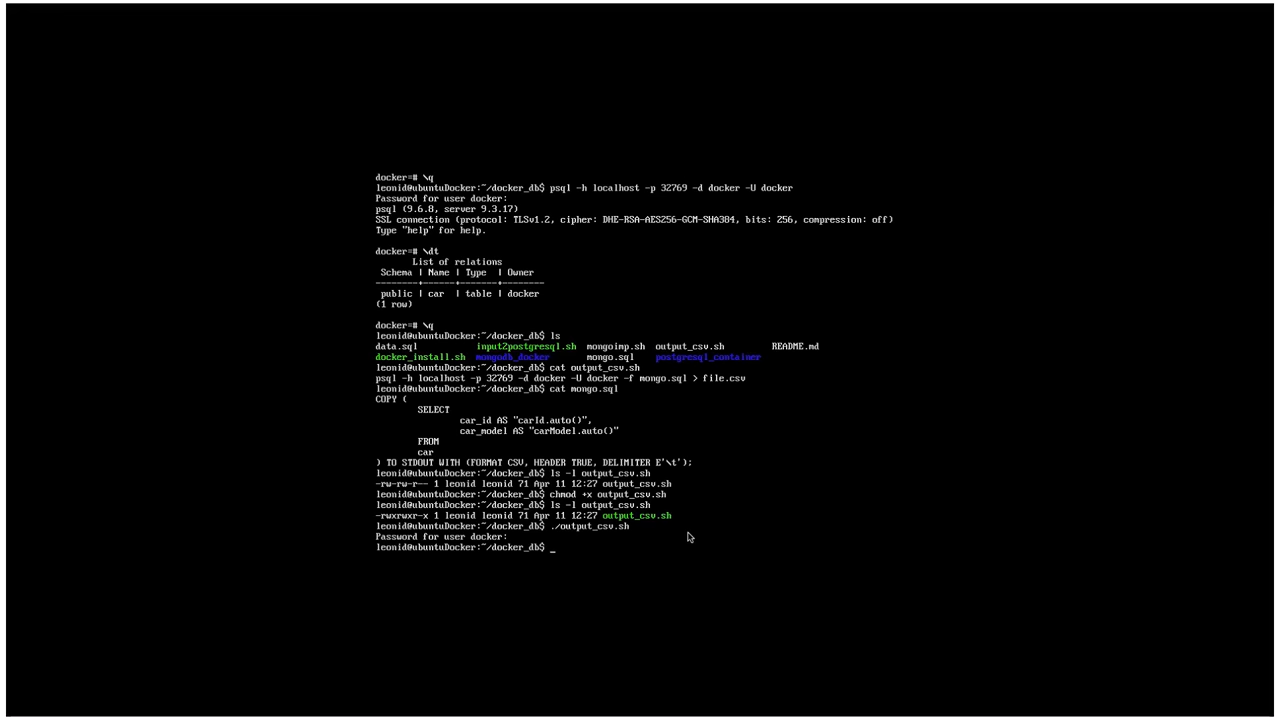 docker=# \q
leonid@ubuntuDocker:~/docker_db$ psql -h localhost -p 32769 -d docker -U docker
Password for user docker:
psql (9.6.8, server 9.3.17)
SSL connection (protocol: TLSv1.2, cipher: DHE-RSA-AES256-GCM-SHA384, bits: 256, compression: off)
Type "help" for help.
docker=# \dt
List of relations
Schema | Name | Type | Owner
--------+------+-------+--------
public | car | table | docker
(1 row)
docker=# \q
leonid@ubuntuDocker:~/docker_db$ ls
data.sql input2postgresql.sh mongoimp.sh output_csv.sh README.md
docker_install.sh mongodb_docker mongo.sql postgresql_container
leonid@ubuntuDocker:~/docker_db$ cat output_csv.sh
psql -h localhost -p 32769 -d docker -U docker -f mongo.sql > file.csv
leonid@ubuntuDocker:~/docker_db$ cat mongo.sql
COPY (
SELECT
car_id AS "carId.auto()",
car_model AS "carModel.auto()"
FROM
car
) TO STDOUT WITH (FORMAT CSV, HEADER TRUE, DELIMITER E'\t');
leonid@ubuntuDocker:~/docker_db$ ls -l output_csv.sh
-rw-rw-r-- 1 leonid leonid 71 Apr 11 12:27 output_csv.sh
leonid@ubuntuDocker:~/docker_db$ chmod +x output_csv.sh
leonid@ubuntuDocker:~/docker_db$ ls -l output_csv.sh
-rwxrwxr-x 1 leonid leonid 71 Apr 11 12:27 output_csv.sh
leonid@ubuntuDocker:~/docker_db$ ./output_csv.sh
Password for user docker:
leonid@ubuntuDocker:~/docker_db$ _